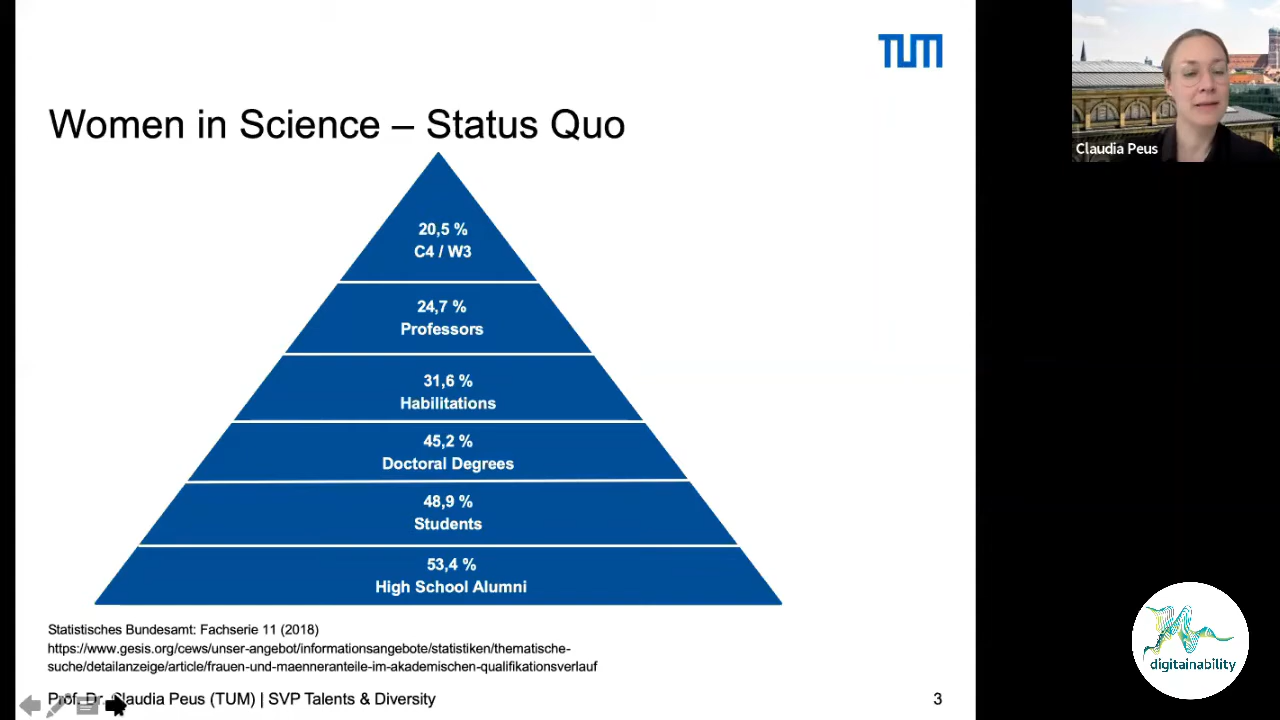 TUM
Women in Science – Status Quo
20,5 %
C4 / W3
24,7 %
Professors
31,6 %
Habilitations
45,2 %
Doctoral Degrees
48,9 %
Students
53,4 %
High School Alumni
Statistisches Bundesamt: Fachserie 11 (2018)
https://www.gesis.org/cews/unser-angebot/informationsangebote/statistiken/thematische-
suche/detailanzeige/article/frauen-und-maenneranteile-im-akademischen-qualifikationsverlauf
Prof. Dr. Claudia Peus (TUM) | SVP Talents & Diversity
3
Claudia Peus
digitainability